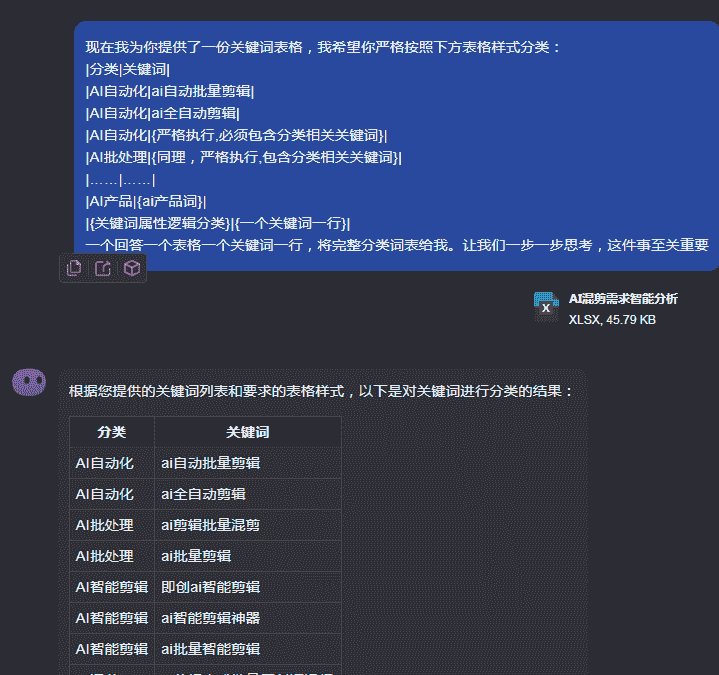 现在我为你提供了一份关键词表格，我希望你严格按照下方表格样式分类：
|分类|关键词|
|AI自动化|ai自动批量剪辑|
|AI自动化|ai全自动剪辑|
|AI自动化|{严格执行,必须包含分类相关关键词}|
|AI批处理|{同理，严格执行,包含分类相关关键词}|
|……|……|
|AI产品|{ai产品词}|
|{关键词属性逻辑分类}|{一个关键词一行}|
一个回答一个表格一个关键词一行，将完整分类词表给我。让我们一步一步思考，这件事至关重要
AI混剪需求智能分析
XLSX, 45.79 KB
根据您提供的关键词列表和要求的表格样式，以下是对关键词进行分类的结果：
分类 关键词
AI自动化 ai自动批量剪辑
AI自动化 ai全自动剪辑
AI批处理 ai剪辑批量混剪
AI批处理 ai批量剪辑
AI智能剪辑 即创ai智能剪辑
AI智能剪辑 ai智能剪辑神器
AI智能剪辑 ai批量智能剪辑